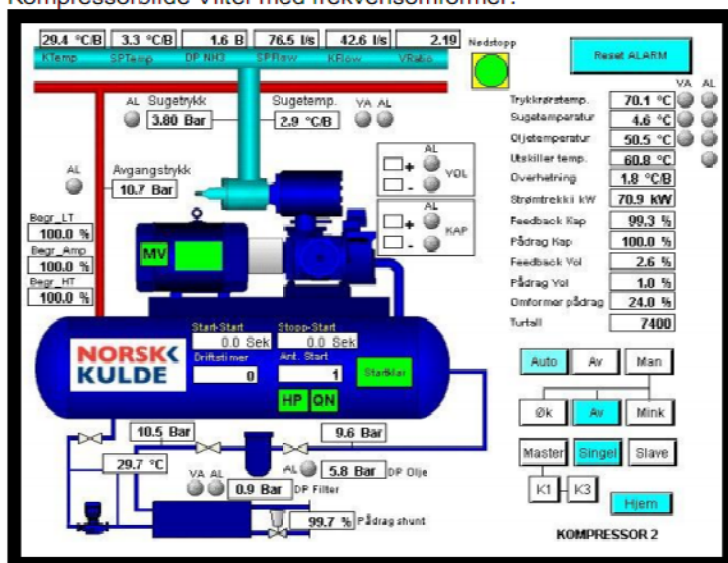 Kompressorbilde Vilter med frekvensomformer:
29.4 °C/B 3.3 °C/B 1.6 B 76.5 l/s 42.6 l/s 2.19
KTemp SPTemp DP NH3 SPFlow KFlow VRatio
Nødstopp
Reset ALARM
AL Sugetrykk
3.80 Bar
Sugetemp. VA AL
2.9 °C/B
AL Avgangstrykk
10.7 Bar
AL
+ VOL
-
AL
+ KAP
-
Begr_LT
100.0 %
Begr_Amp
100.0 %
Begr_HT
100.0 %
MV
VA AL
Trykkrørstemp. 70.1 °C
Sugetemperatur 4.6 °C
Oljetemperatur 50.5 °C
Utskiller temp. 60.8 °C
Overhetning 1.8 °C/B
Strømtrekk kW 70.9 kW
Feedback Kap 99.3 %
Pådrag Kap 100.0 %
Feedback Vol 2.6 %
Pådrag Vol 1.0 %
Omformer pådrag 24.0 %
Turtall 7400
NORSK
KULDE
Start-Start Stopp-Start
0.0 Sek 0.0 Sek
Driftstimer Ant. Start
0 1
Startklar
HP ON
Auto Av Man
Øk Av Mink
Master Singel Slave
K1 K3
Hjem
KOMPRESSOR 2
10.5 Bar 9.6 Bar
29.7 °C
AL 5.8 Bar DP Olje
VA AL
0.9 Bar DP Filter
99.7 % Pådrag shunt